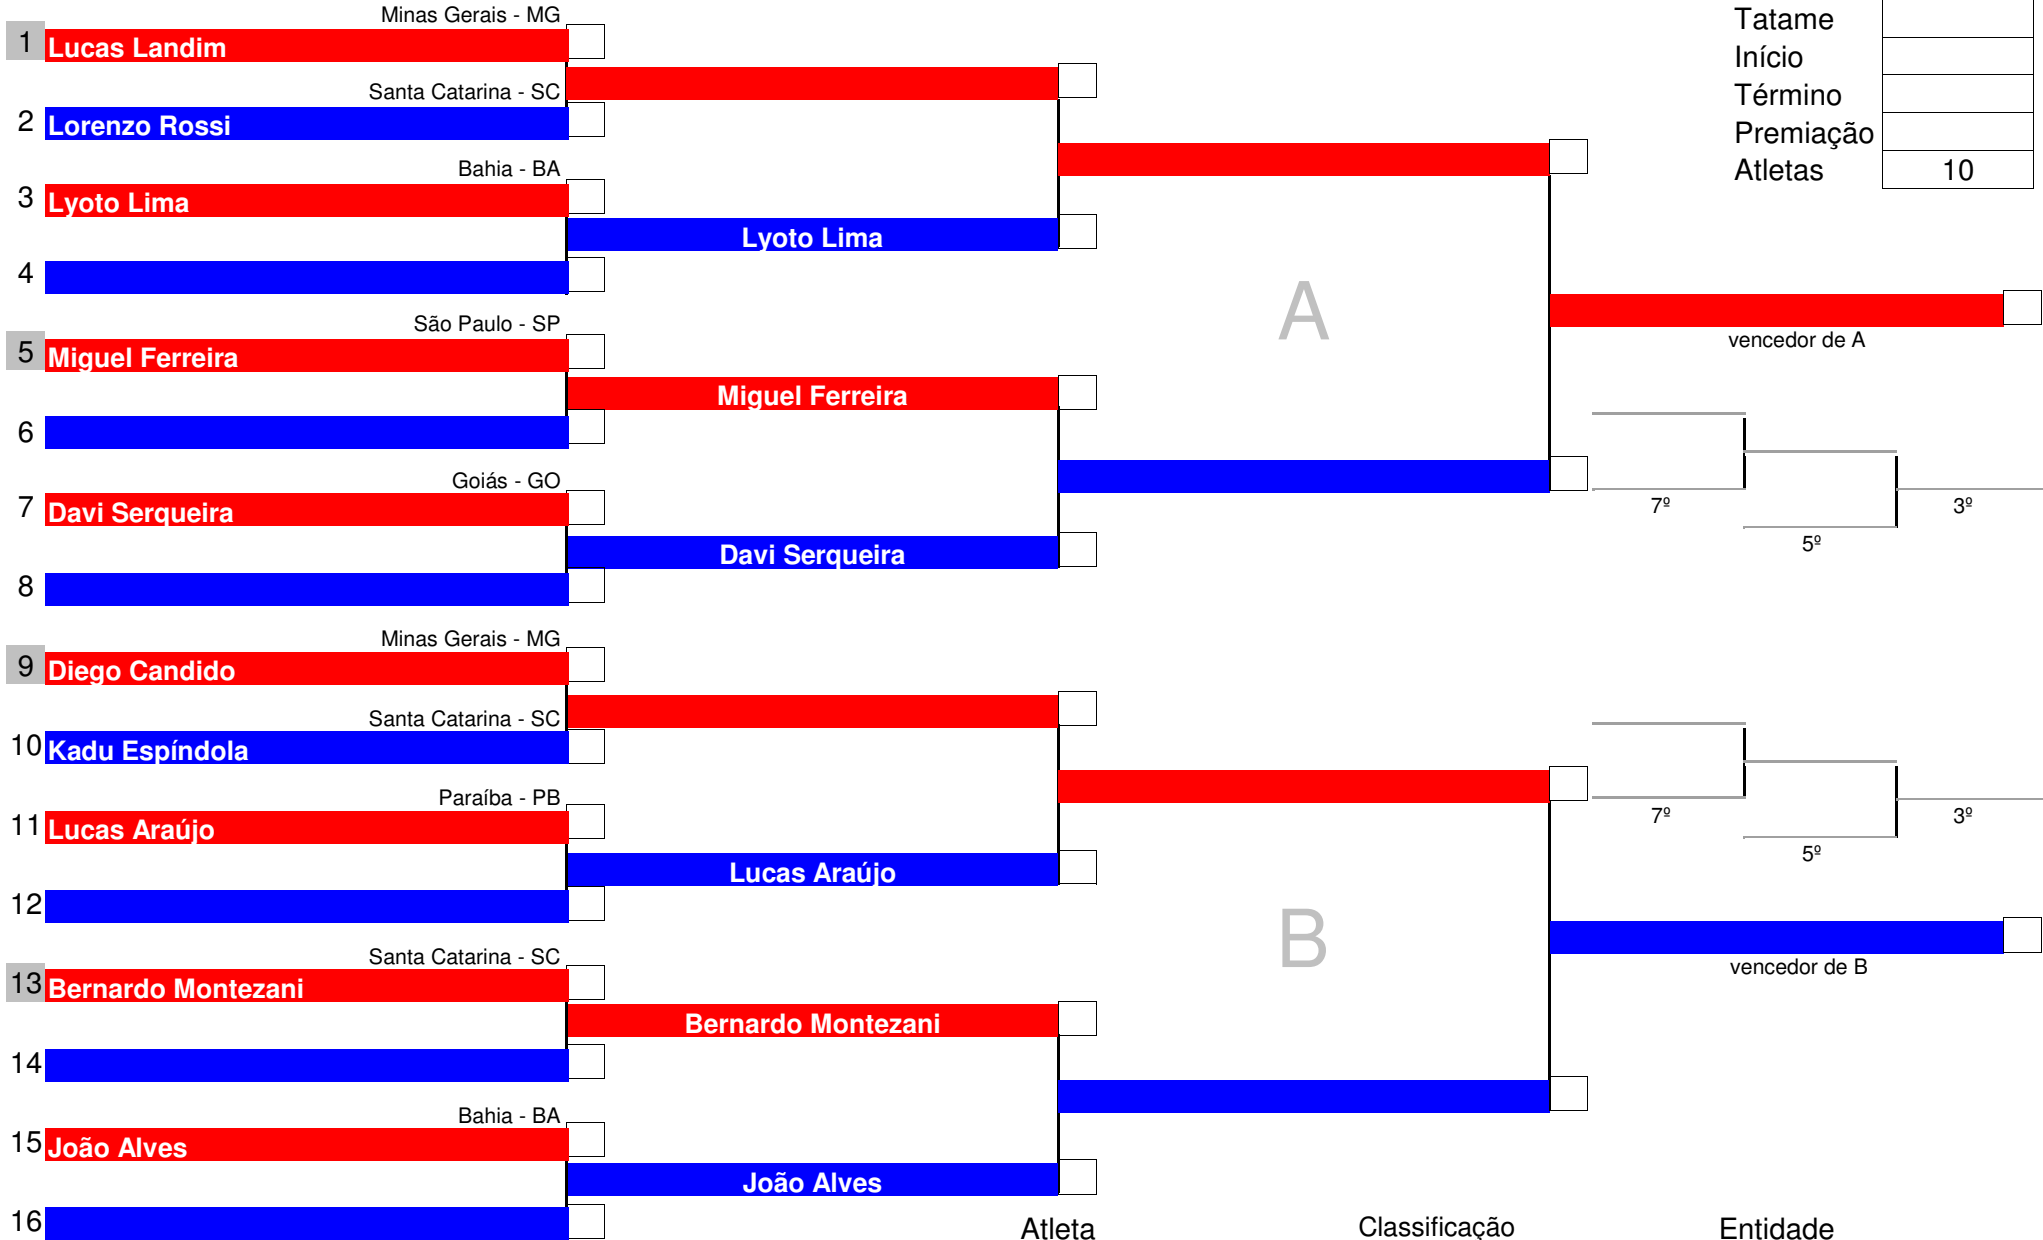 Minas Gerais - MG
1 Lucas Landim
Santa Catarina - SC
2 Lorenzo Rossi
Bahia - BA
3 Lyoto Lima
Lyoto Lima
4
São Paulo - SP
5 Miguel Ferreira
Miguel Ferreira
6
Goiás - GO
7 Davi Serqueira
Davi Serqueira
8
Minas Gerais - MG
9 Diego Candido
Santa Catarina - SC
10 Kadu Espíndola
Paraíba - PB
11 Lucas Araújo
Lucas Araújo
12
Santa Catarina - SC
13 Bernardo Montezani
Bernardo Montezani
14
Bahia - BA
15 João Alves
João Alves
16
A
B
Tatame
Início
Término
Premiação
Atletas 10
vencedor de A
7º
3º
5º
7º
3º
5º
vencedor de B
Atleta Classificação Entidade